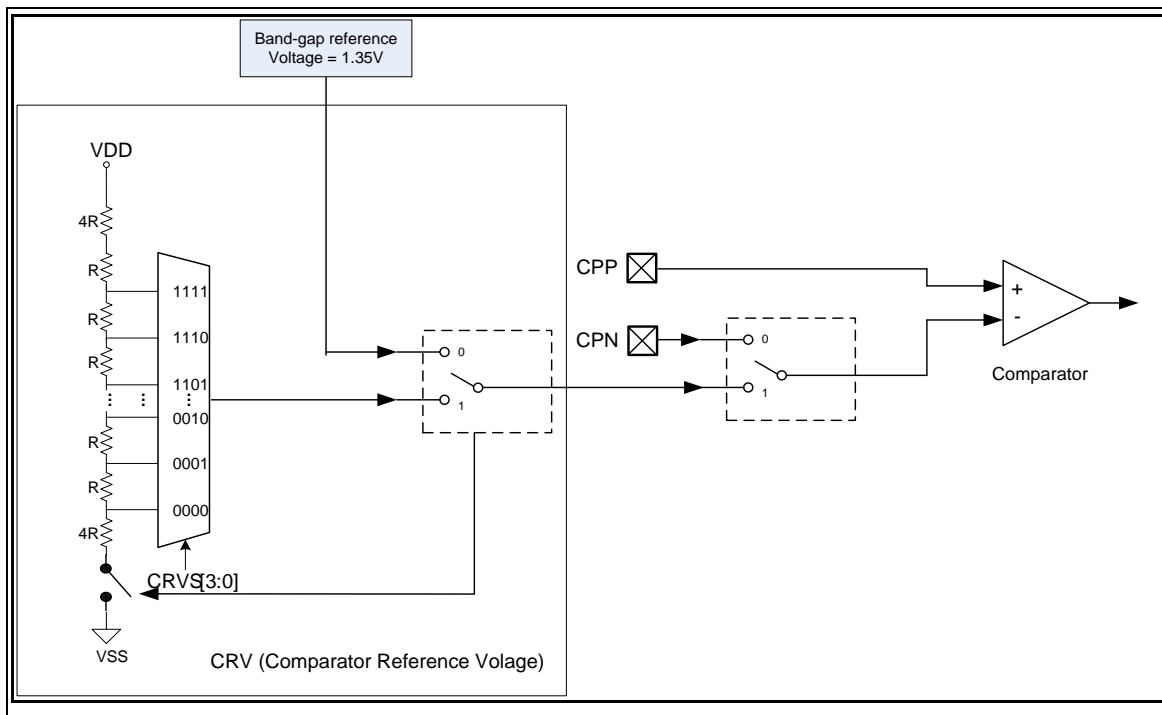 Band-gap reference
Voltage = 1.35V
VDD
4R
R
R
R
R
R
4R
1111
1110
1101
⋮ ⋮ ⋮
0010
0001
0000
CRVS[3:0]
VSS
CRV (Comparator Reference Volage)
0
1
CPP
CPN
0
1
+
-
Comparator